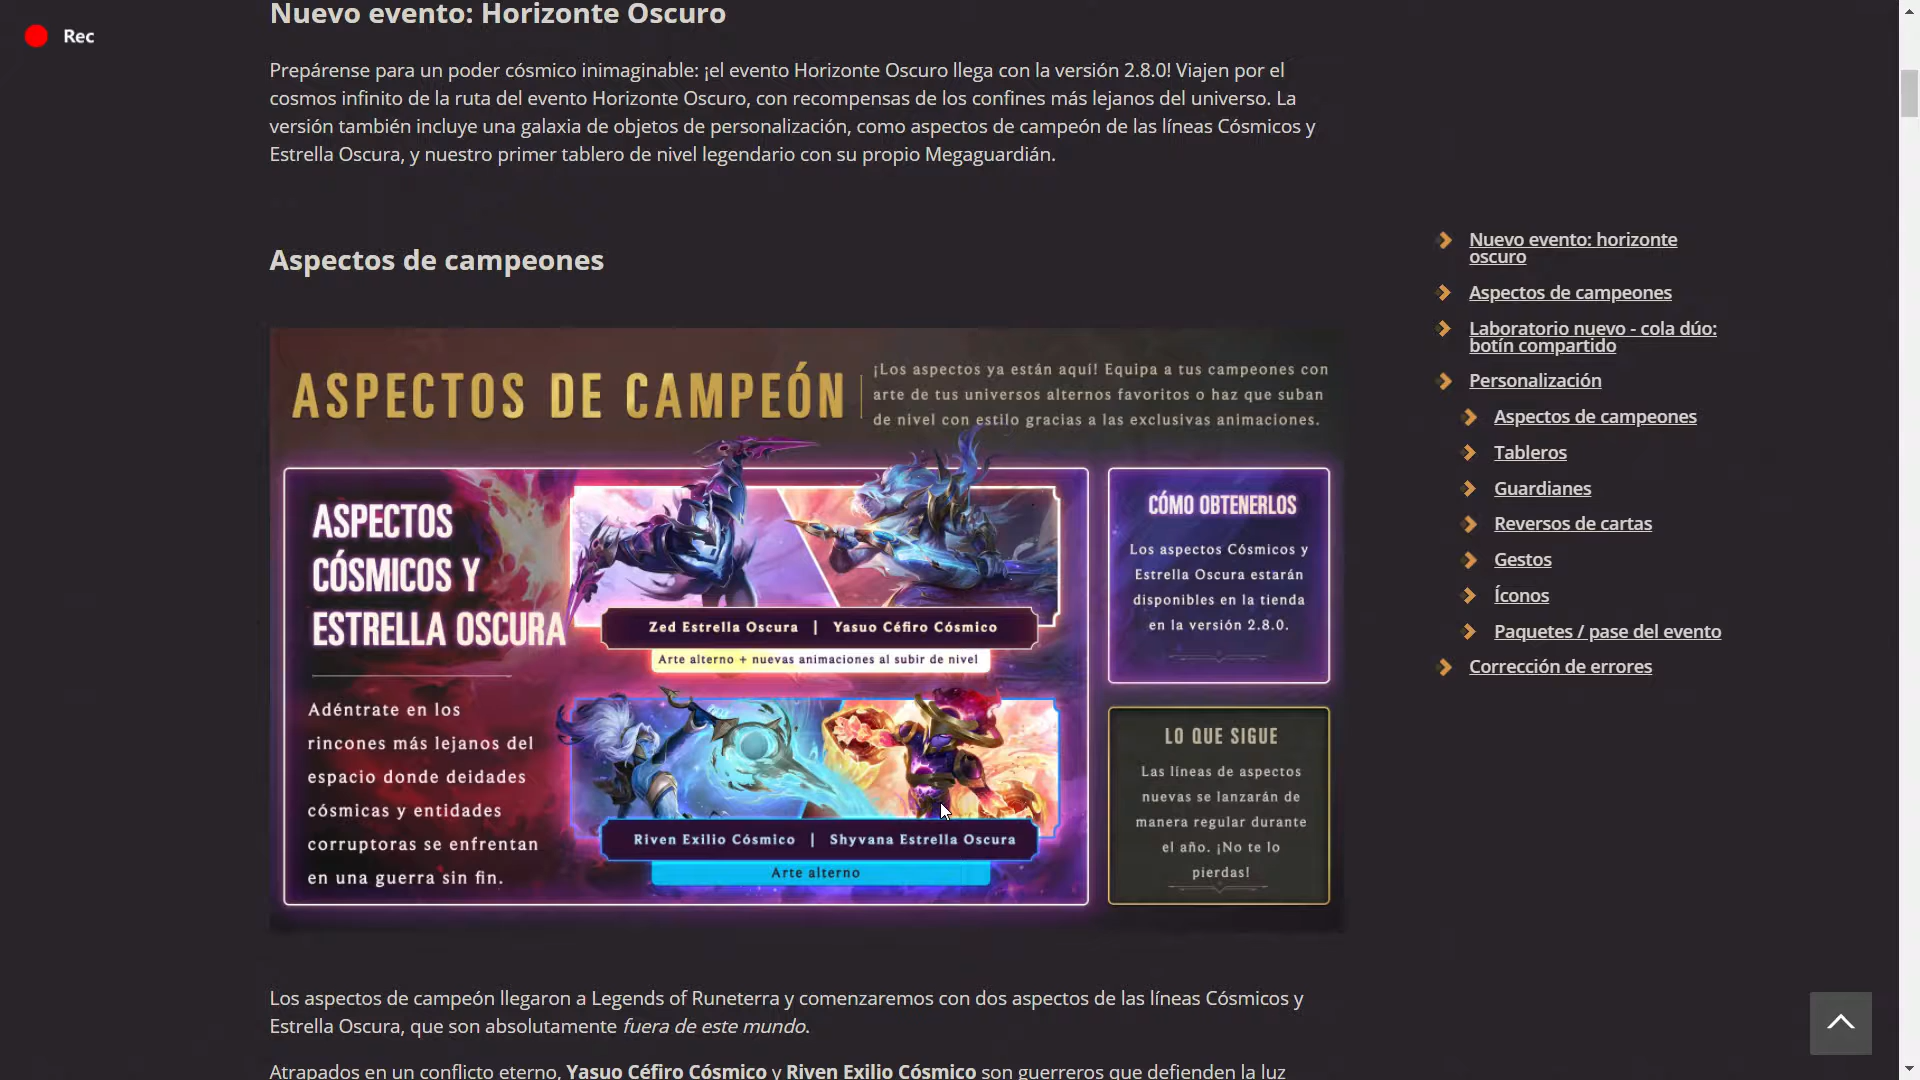 Nuevo evento: Horizonte Oscuro
Rec
Prepárense para un poder cósmico inimaginable: ¡el evento Horizonte Oscuro llega con la versión 2.8.0! Viajen por el
cosmos infinito de la ruta del evento Horizonte Oscuro, con recompensas de los confines más lejanos del universo. La
versión también incluye una galaxia de objetos de personalización, como aspectos de campeón de las líneas Cósmicos y
Estrella Oscura, y nuestro primer tablero de nivel legendario con su propio Megaguardián.
Aspectos de campeones
ASPECTOS DE CAMPEÓN
¡Los aspectos ya están aquí! Equipa a tus campeones con
arte de tus universos alternos favoritos o haz que suban
de nivel con estilo gracias a las exclusivas animaciones.
ASPECTOS
CÓSMICOS Y
ESTRELLA OSCURA
Adéntrate en los
rincones más lejanos del
espacio donde deidades
cósmicas y entidades
corruptoras se enfrentan
en una guerra sin fin.
Zed Estrella Oscura | Yasuo Céfiro Cósmico
Arte alterno + nuevas animaciones al subir de nivel
Riven Exilio Cósmico | Shyvana Estrella Oscura
Arte alterno
CÓMO OBTENERLOS
Los aspectos Cósmicos y
Estrella Oscura estarán
disponibles en la tienda
en la versión 2.8.0.
LO QUE SIGUE
Las líneas de aspectos
nuevas se lanzarán de
manera regular durante
el año. ¡No te lo
pierdas!
Los aspectos de campeón llegaron a Legends of Runeterra y comenzaremos con dos aspectos de las líneas Cósmicos y
Estrella Oscura, que son absolutamente fuera de este mundo.
Atrapados en un conflicto eterno, Yasuo Céfiro Cósmico y Riven Exilio Cósmico son guerreros que defienden la luz
Nuevo evento: horizonte
oscuro
Aspectos de campeones
Laboratorio nuevo - cola dúo:
botín compartido
Personalización
Aspectos de campeones
Tableros
Guardianes
Reversos de cartas
Gestos
Íconos
Paquetes / pase del evento
Corrección de errores